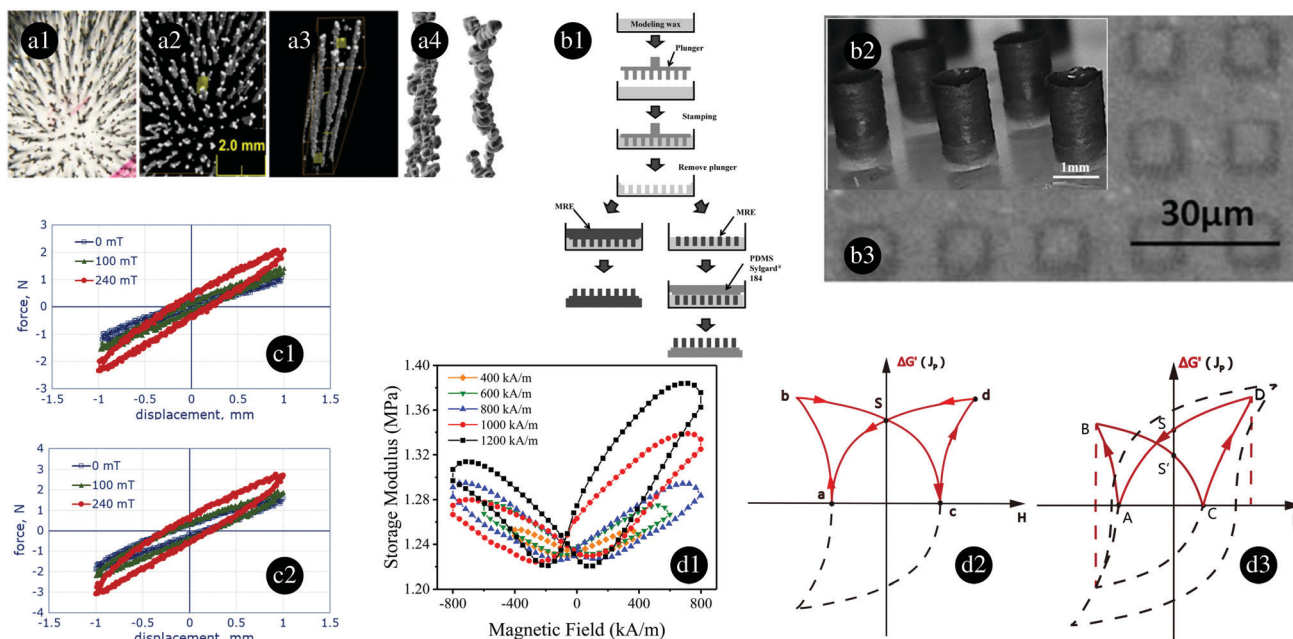 a1
a2
2.0 mm
a3
a4
b1
Modeling wax
Plunger
Stamping
Remove plunger
MRE
MRE
PDMS
Sylgard®
184
b2
1mm
30μm
b3
3
2
1
0
-1
-2
-3
0 mT
100 mT
240 mT
force, N
-1.5 -1 -0.5 0 0.5 1 1.5
displacement, mm
c1
4
3
2
1
0
-1
-2
-3
-4
0 mT
100 mT
240 mT
force, N
-1.5 -1 -0.5 0 0.5 1 1.5
displacement, mm
c2
1.40
1.36
1.32
1.28
1.24
1.20
400 kA/m
600 kA/m
800 kA/m
1000 kA/m
1200 kA/m
Storage Modulus (MPa)
-800 -400 0 400 800
Magnetic Field (kA/m)
d1
ΔG' (JP)
b
S
d
a
c
H
d2
ΔG' (JP)
D
B
S
S'
A
C
d3